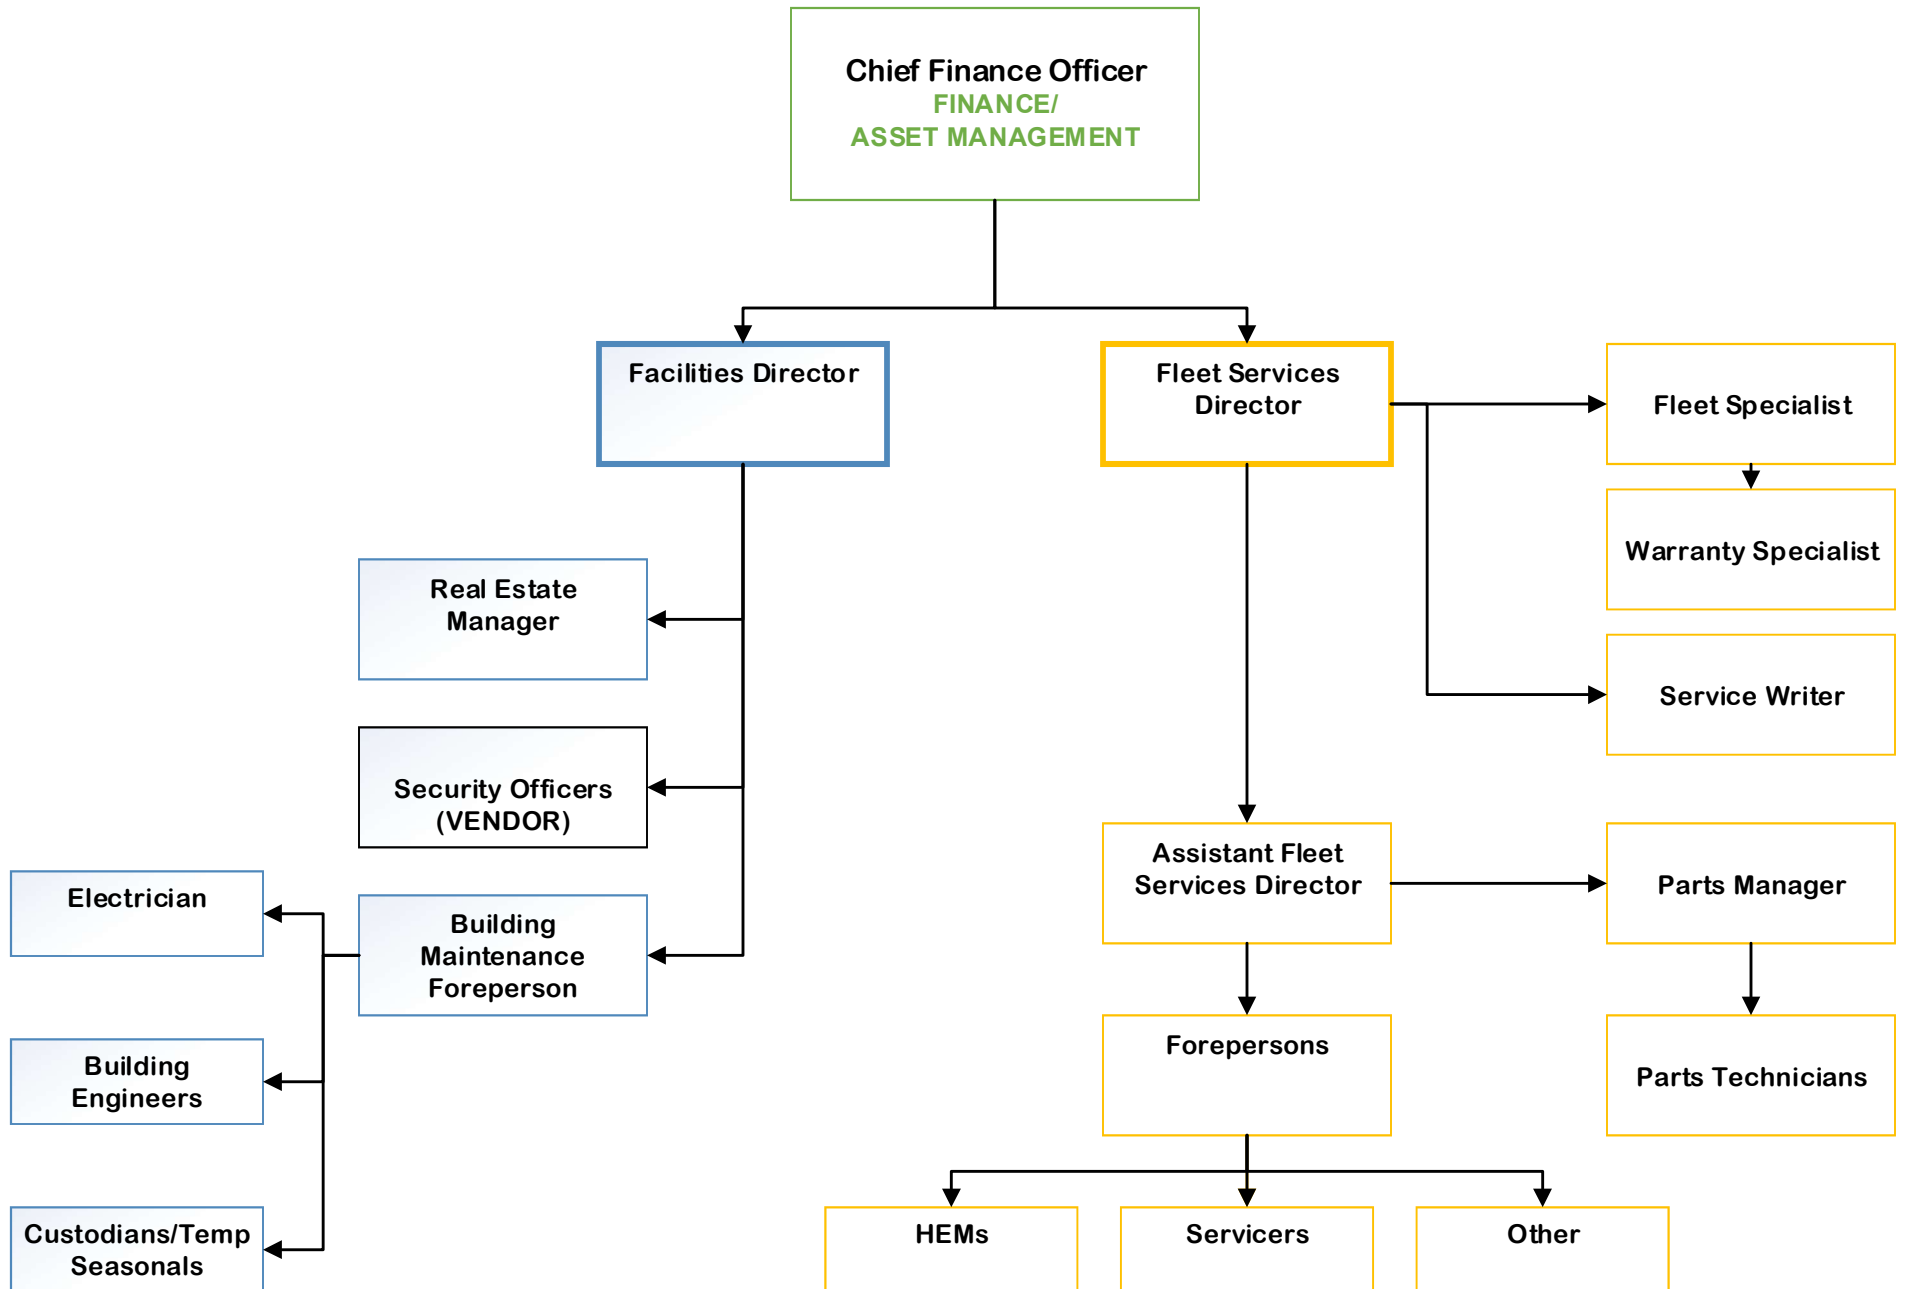 Chief Finance Officer
FINANCE/
ASSET MANAGEMENT
Facilities Director
Fleet Services
Director
Fleet Specialist
Warranty Specialist
Real Estate
Manager
Service Writer
Security Officers
(VENDOR)
Assistant Fleet
Services Director
Parts Manager
Electrician
Building
Maintenance
Foreperson
Forepersons
Building
Engineers
Parts Technicians
Custodians/Temp
Seasonals
HEMs
Servicers
Other